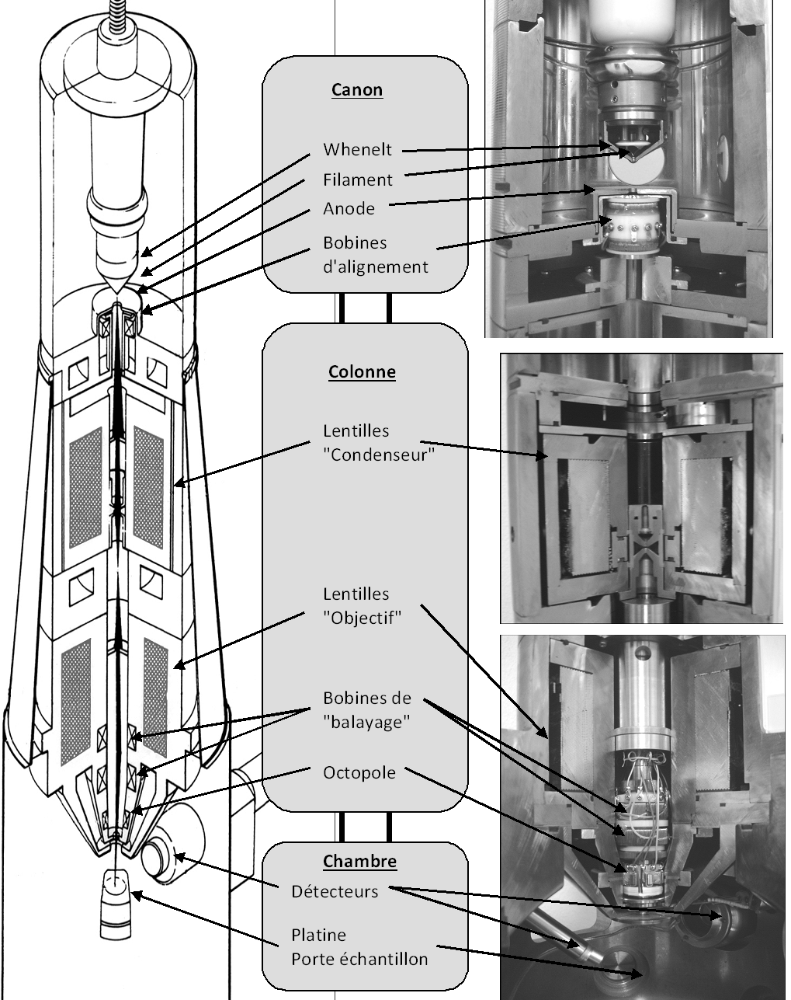 Canon
Whenelt
Filament
Anode
Bobines
d'alignement
Colonne
Lentilles
"Condenseur"
Lentilles
"Objectif"
Bobines de
"balayage"
Octopole
Chambre
Détecteurs
Platine
Porte échantillon